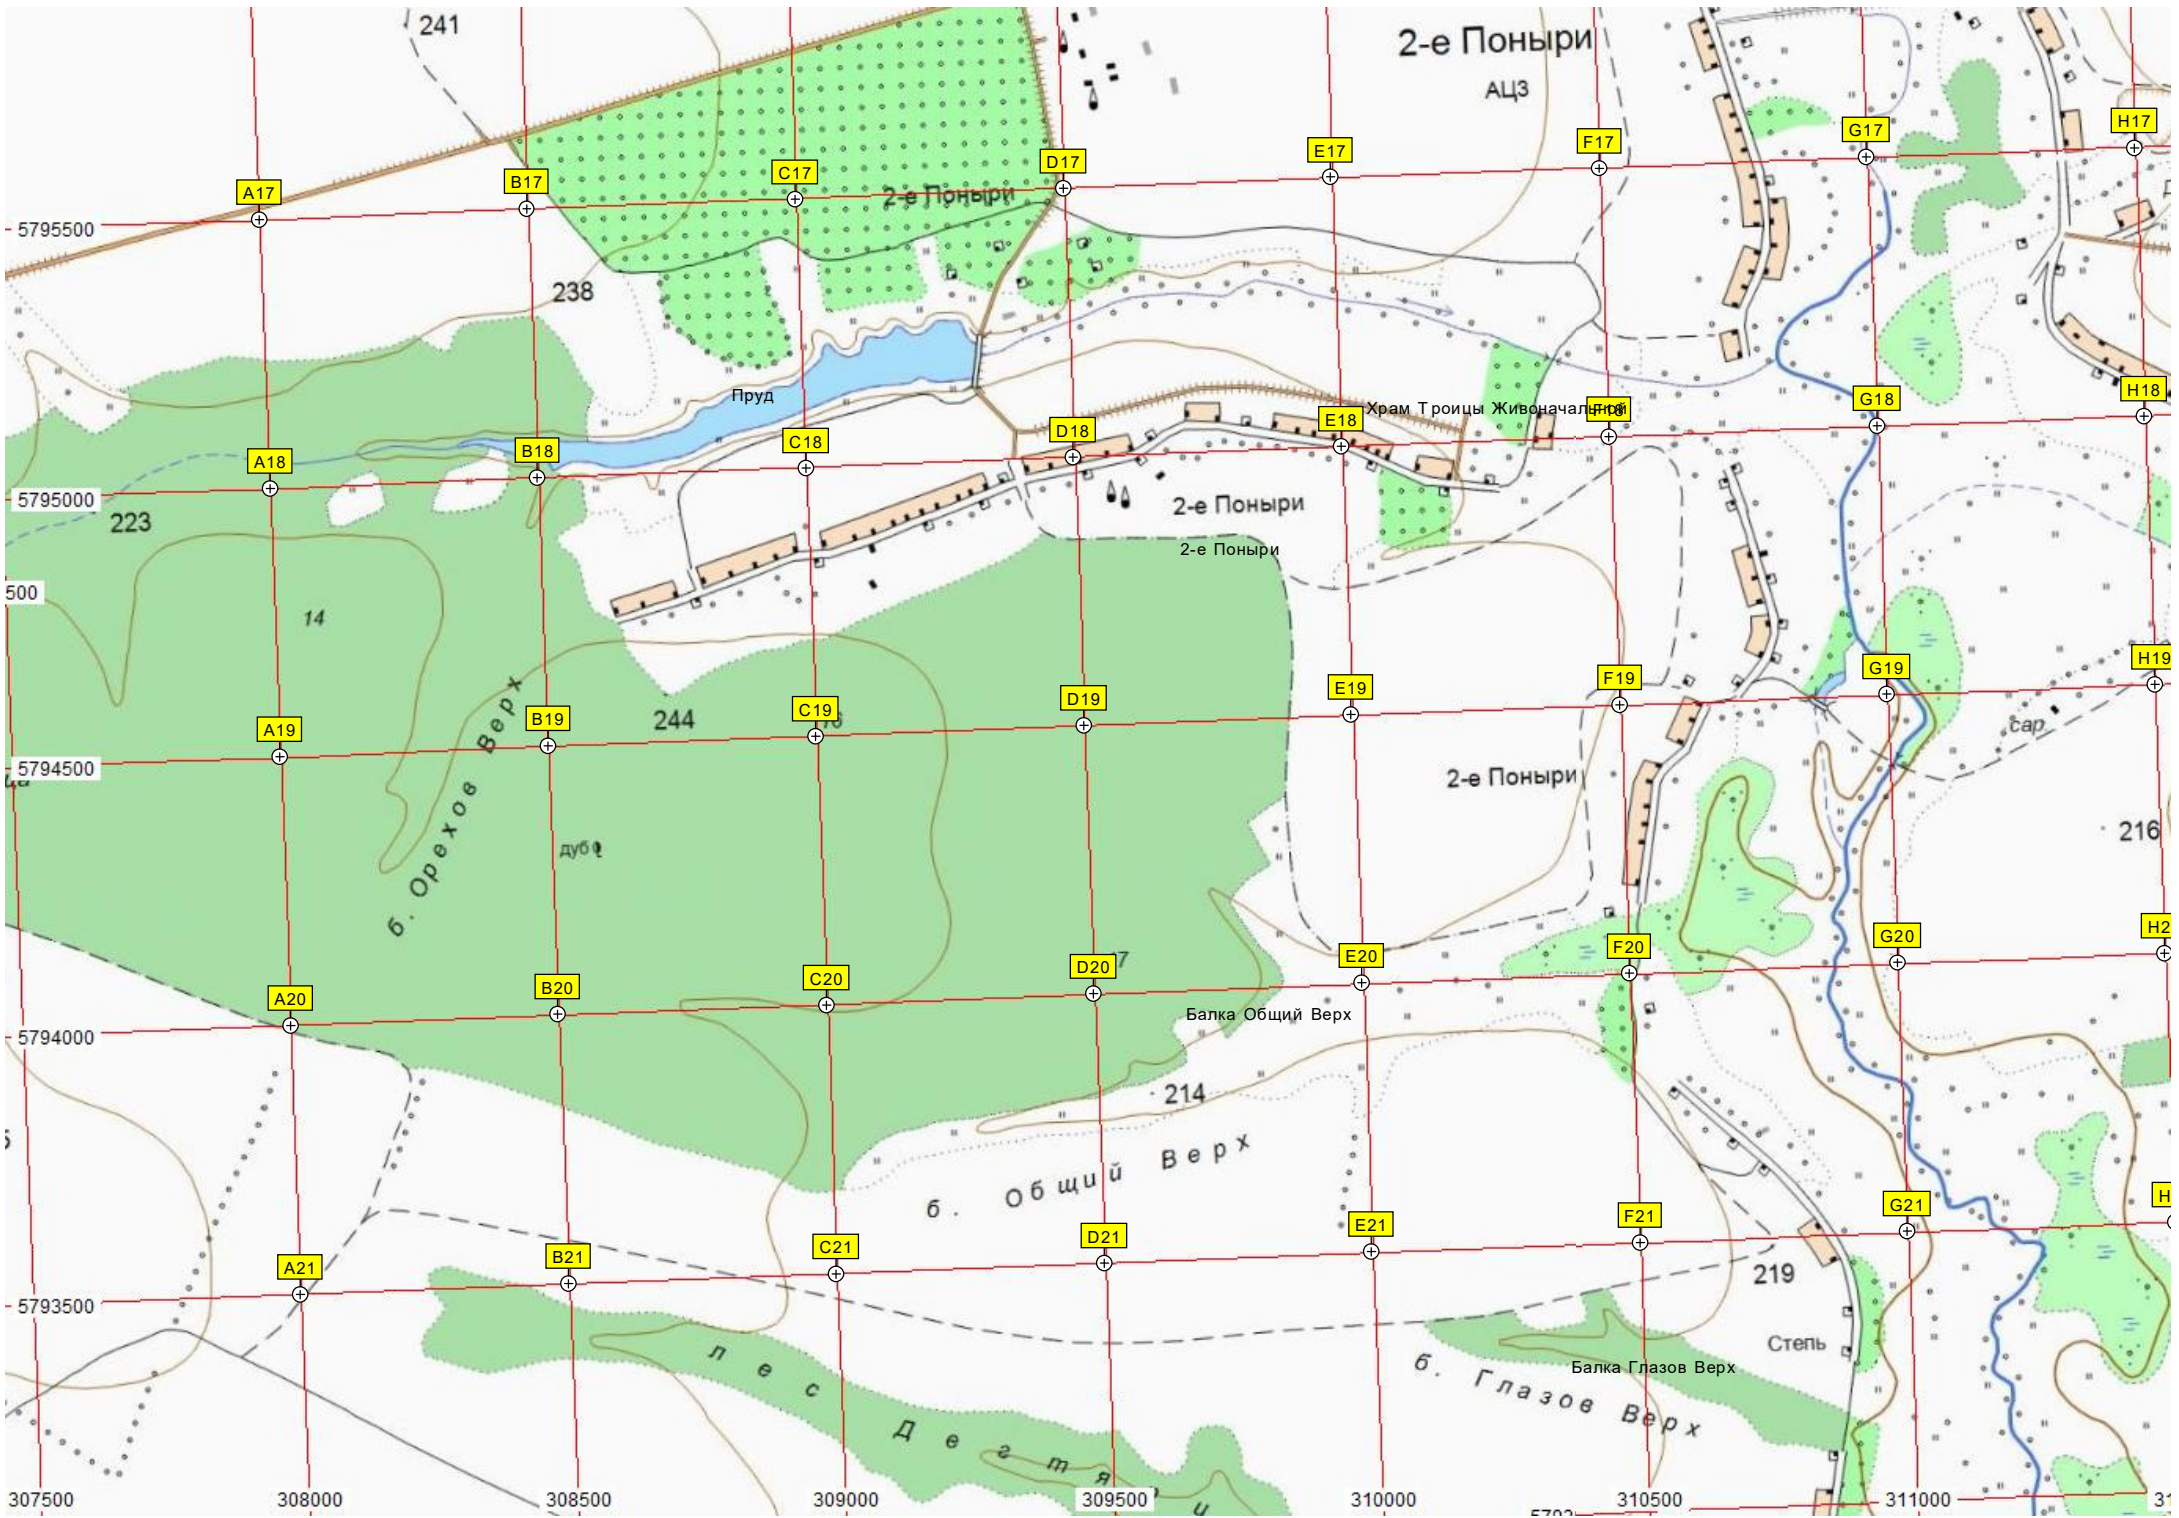 241
2-е Поныри
АЦЗ
A17
B17
C17
D17
E17
F17
G17
H17
2-е Поныри
5795500
238
Пруд
Храм Троицы Живоначальной
A18
B18
C18
D18
E18
F18
G18
H18
5795000
223
2-е Поныри
2-е Поныри
500
14
б. Орехов Верх
244
A19
B19
C19
D19
E19
F19
G19
H19
сар.
5794500
2-е Поныри
216
дуб
A20
B20
C20
D20
E20
F20
G20
H2
5794000
Балка Общий Верх
214
б. Общий Верх
A21
B21
C21
D21
E21
F21
G21
H
5793500
219
Степь
лес Дегтя
Балка Глазов Верх
б. Глазов Верх
307500
308000
308500
309000
309500
310000
310500
311000